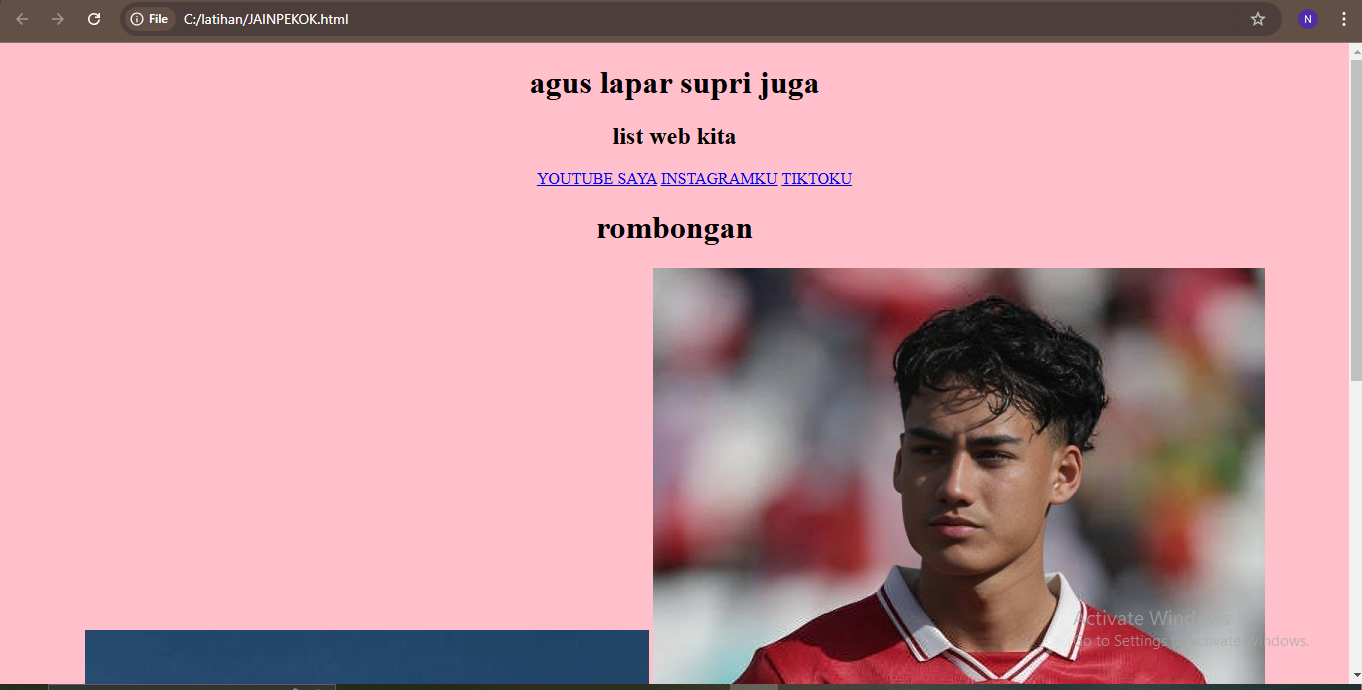 File C:/latihan/JAINPEKOK.html N
agus lapar supri juga
list web kita
YOUTUBE SAYA INSTAGRAMKU TIKTOKU
rombongan
Activate Windows
Go to Settings to activate Windows.